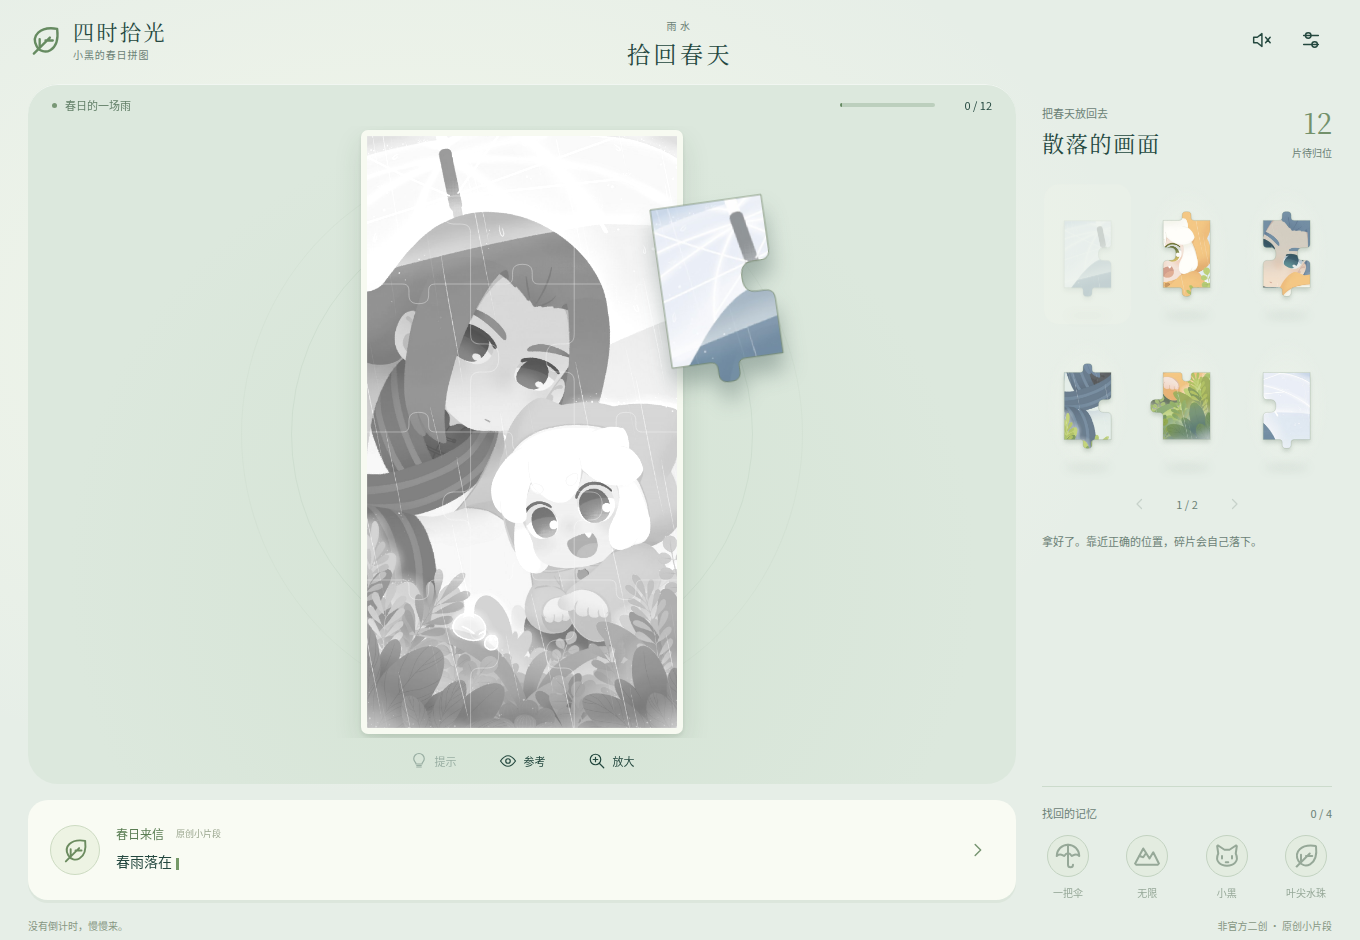 四时拾光
小黑的春日拼图
雨水
拾回春天
春日的一场雨
0 / 12
把春天放回去
散落的画面
12
片待归位
1 / 2
拿好了。靠近正确的位置，碎片会自己落下。
提示
参考
放大
春日来信 原创小片段
春雨落在
找回的记忆
0 / 4
一把伞
无限
小黑
叶尖水珠
没有倒计时，慢慢来。
非官方二创 · 原创小片段